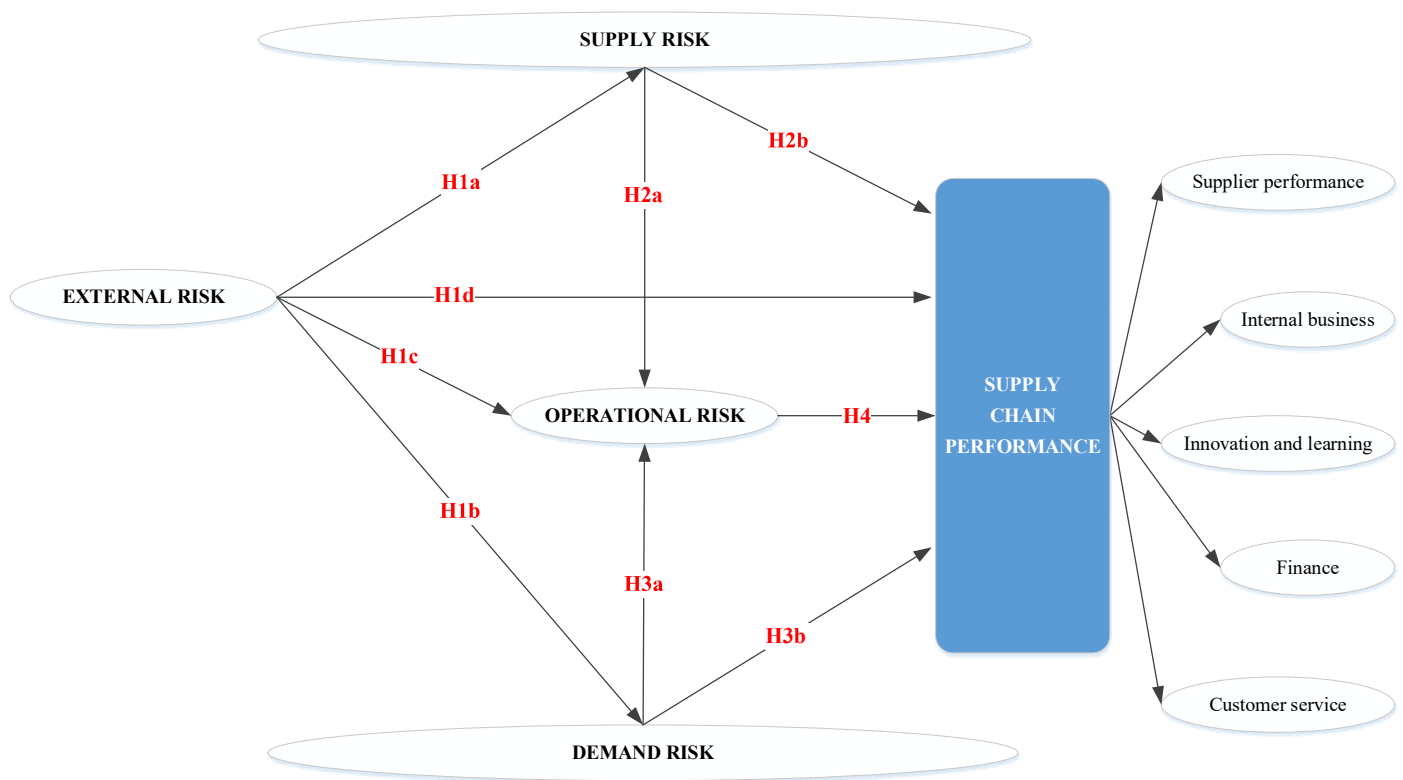 SUPPLY RISK
H2b
H1a
H2a
Supplier performance
EXTERNAL RISK
H1d
Internal business
H1c
SUPPLY
CHAIN
PERFORMANCE
OPERATIONAL RISK
H4
Innovation and learning
H1b
H3a
Finance
H3b
Customer service
DEMAND RISK